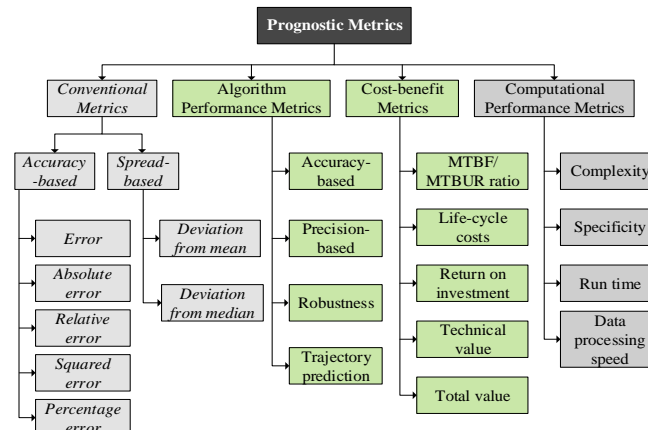 Prognostic Metrics
Conventional
Metrics
Algorithm
Performance Metrics
Cost-benefit
Metrics
Computational
Performance Metrics
Accuracy
-based
Spread-
based
Error
Absolute
error
Relative
error
Squared
error
Percentage
error
Deviation
from mean
Deviation
from median
Accuracy-
based
Precision-
based
Robustness
Trajectory
prediction
MTBF/
MTBUR ratio
Life-cycle
costs
Return on
investment
Technical
value
Total value
Complexity
Specificity
Run time
Data
processing
speed